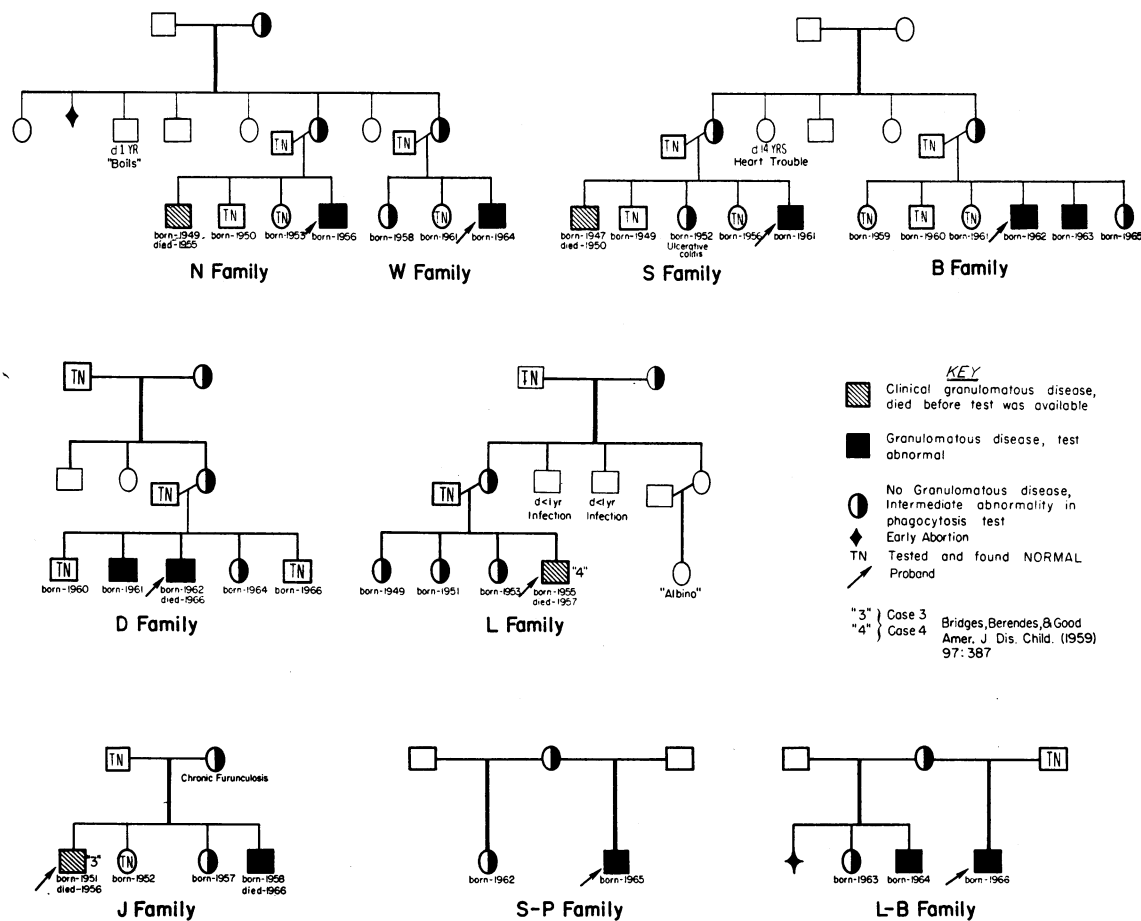 d 1 YR
"Boils"
TN
TN
born-1949
died-1955
TN
born-1950
TN
born-1953
born-1956
born-1958
TN
born-1961
born-1964
N Family
W Family
TN
d 14 YRS
Heart Trouble
TN
born-1947
died-1950
TN
born-1949
born-1952
Ulcerative
colitis
TN
born-1956
born-1961
TN
born-1959
TN
born-1960
TN
born-1961
born-1962
born-1963
born-1965
S Family
B Family
TN
TN
TN
born-1960
born-1961
born-1962
died-1966
born-1964
TN
born-1966
D Family
TN
TN
d<1yr
Infection
d<1yr
Infection
born-1949
born-1951
born-1953
"4"
born-1955
died-1957
"Albino"
L Family
KEY
Clinical granulomatous disease,
died before test was available
Granulomatous disease, test
abnormal
No Granulomatous disease,
Intermediate abnormality in
phagocytosis test
Early Abortion
TN Tested and found NORMAL
Proband
"3" } Case 3
"4" } Case 4
Bridges, Berendes, & Good
Amer. J Dis. Child. (1959)
97:387
TN
Chronic Furunculosis
"3"
born-1951
died-1956
TN
born-1952
born-1957
born-1958
died-1966
J Family
born-1962
born-1965
S-P Family
TN
born-1963
born-1964
born-1966
L-B Family